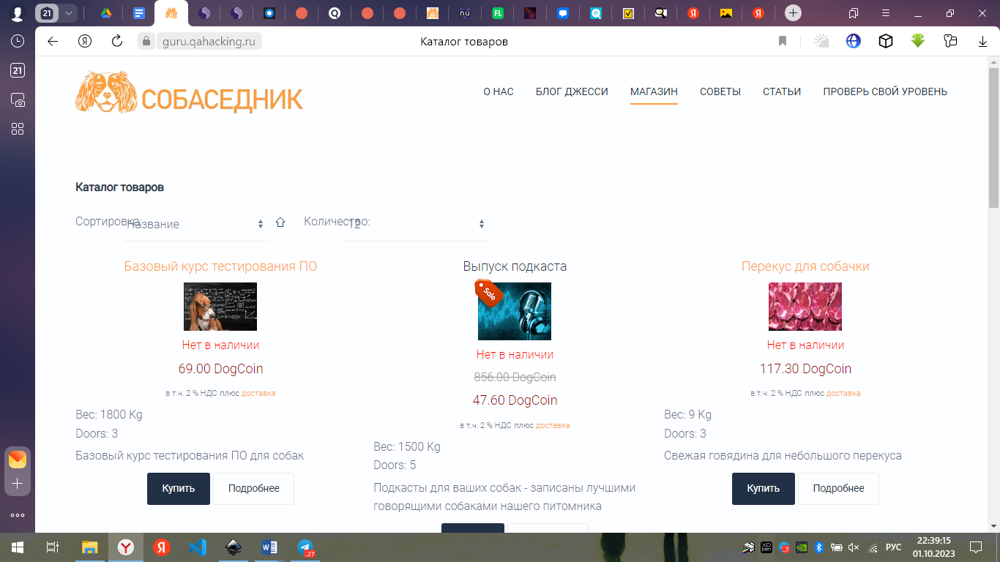 21
nu
FL
Я
Я
Я
guru.qahacking.ru
Каталог товаров
21
СОБАСЕДНИК
О НАС
БЛОГ ДЖЕССИ
МАГАЗИН
СОВЕТЫ
СТАТЬИ
ПРОВЕРЬ СВОЙ УРОВЕНЬ
Каталог товаров
Сортировка:
Название
Количество:
12
Базовый курс тестирования ПО
Нет в наличии
69.00 DogCoin
в т.ч. 2 % НДС плюс доставка
Вес: 1800 Kg
Doors: 3
Базовый курс тестирования ПО для собак
Купить
Подробнее
Выпуск подкаста
Sale
Нет в наличии
856.00 DogCoin
47.60 DogCoin
в т.ч. 2 % НДС плюс доставка
Вес: 1500 Kg
Doors: 5
Подкасты для ваших собак - записаны лучшими
говорящими собаками нашего питомника
Перекус для собачки
Нет в наличии
117.30 DogCoin
в т.ч. 2 % НДС плюс доставка
Вес: 9 Kg
Doors: 3
Свежая говядина для небольшого перекуса
Купить
Подробнее
Я
27
РУС
22:39:15
01.10.2023